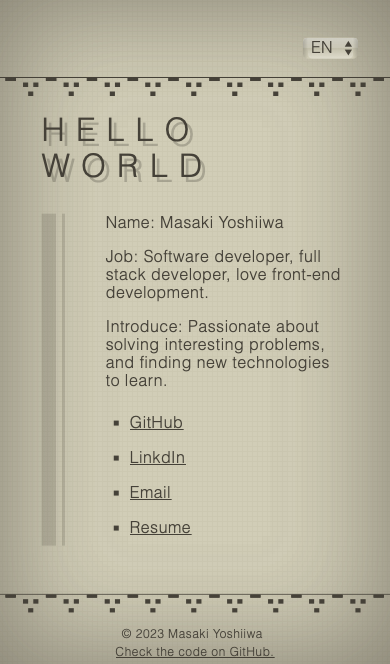 EN
HELLO
WORLD
Name: Masaki Yoshiiwa
Job: Software developer, full
stack developer, love front-end
development.
Introduce: Passionate about
solving interesting problems,
and finding new technologies
to learn.
GitHub
LinkdIn
Email
Resume
© 2023 Masaki Yoshiiwa
Check the code on GitHub.